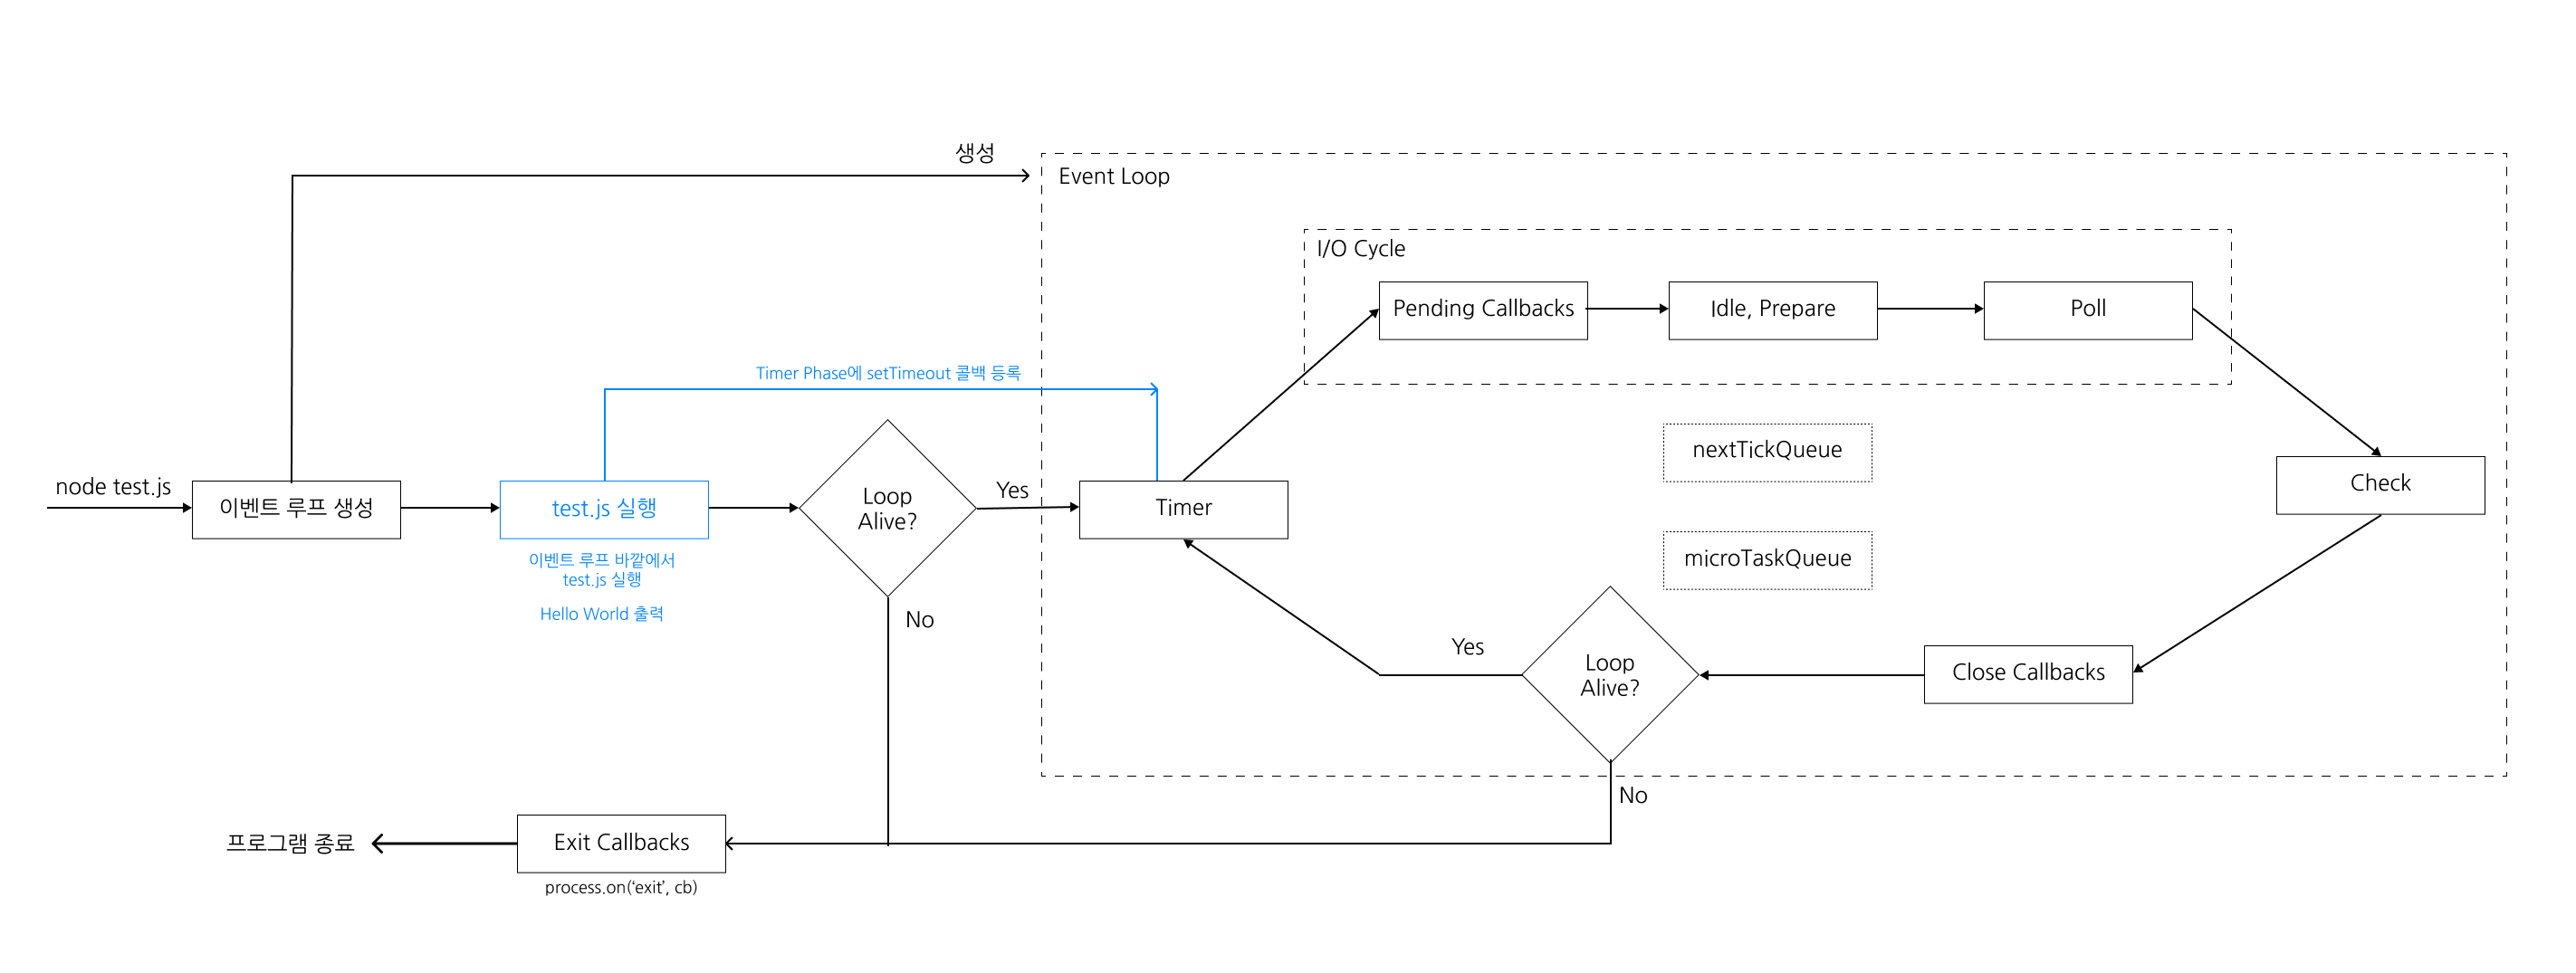 생성
Event Loop
I/O Cycle
Pending Callbacks
Idle, Prepare
Poll
Timer Phase에 setTimeout 콜백 등록
nextTickQueue
node test.js
이벤트 루프 생성
test.js 실행
Loop
Alive?
Yes
Timer
Check
이벤트 루프 바깥에서
test.js 실행
Hello World 출력
microTaskQueue
No
Yes
Loop
Alive?
Close Callbacks
No
프로그램 종료
Exit Callbacks
process.on(‘exit’, cb)